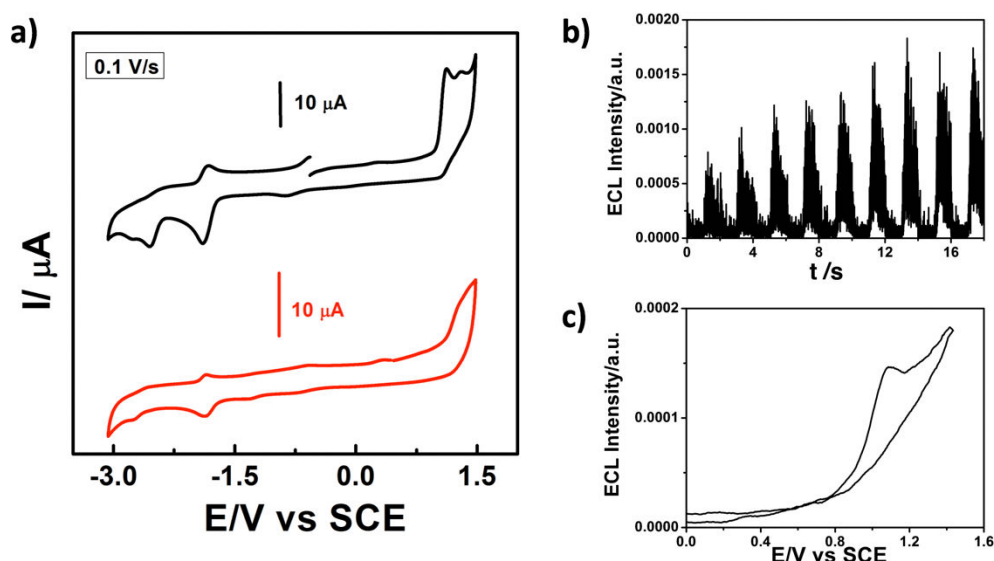 a)
0.1 V/s
10 μA
10 μA
I/ μA
-3.0 -1.5 0.0 1.5
E/V vs SCE
b)
ECL Intensity/a.u.
0.0020
0.0015
0.0010
0.0005
0.0000
0 4 8 12 16
t /s
c)
ECL Intensity/a.u.
0.0002
0.0001
0.0000
0.0 0.4 0.8 1.2 1.6
E/V vs SCE